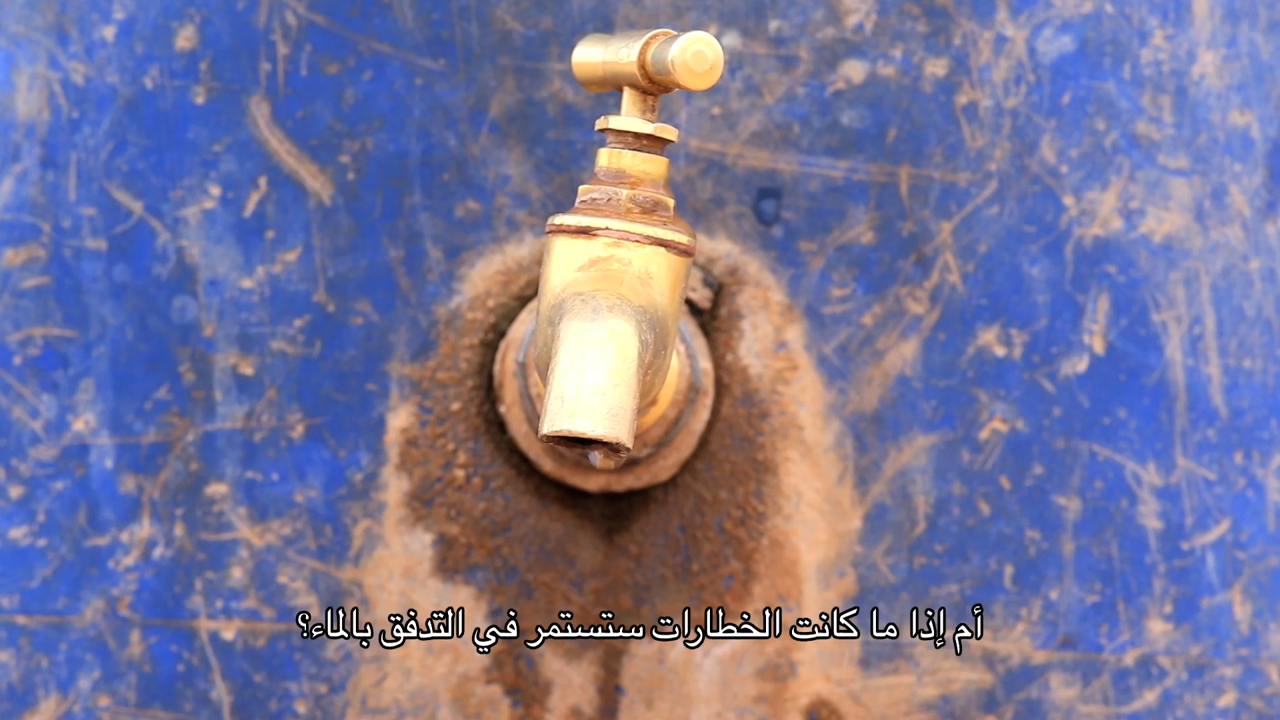 أم إذا ما كانت الخطارات ستستمر في التدفق بالماء؟